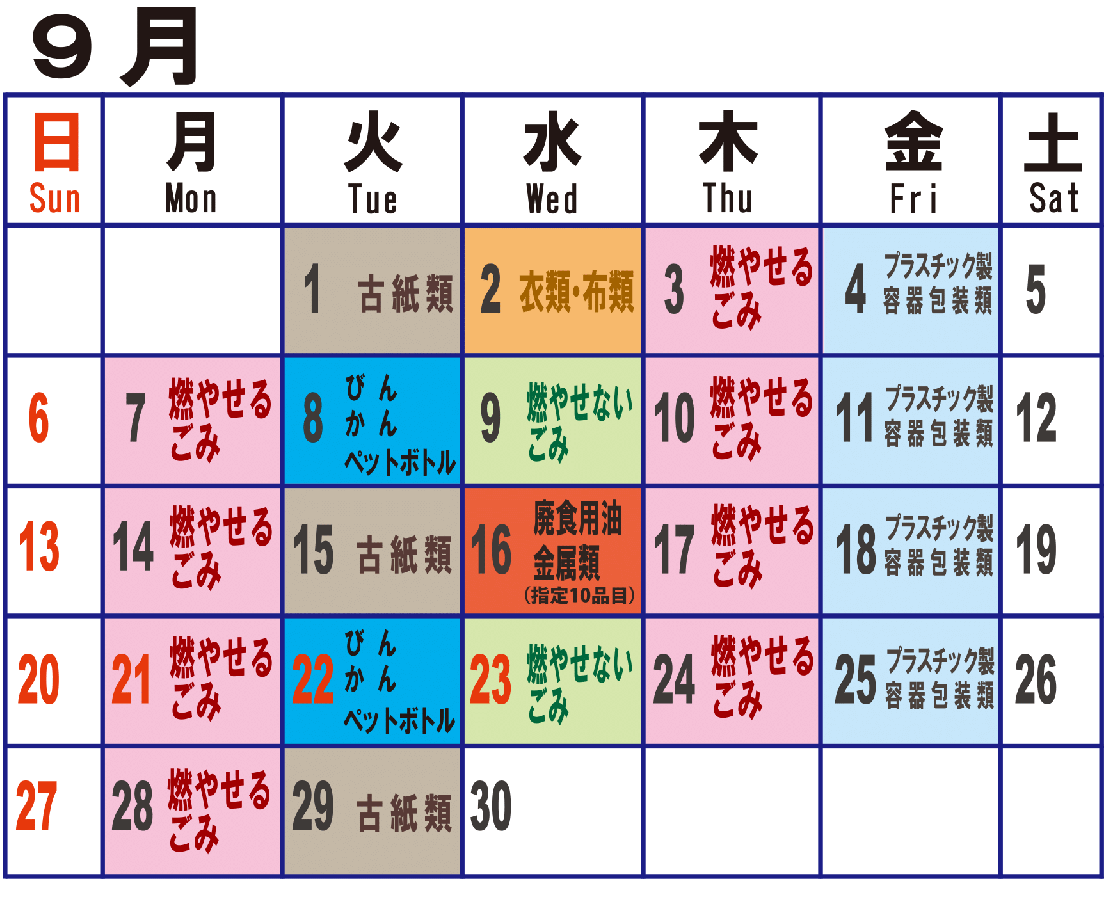 9月
日 月 火 水 木 金 土
Sun Mon Tue Wed Thu Fri Sat
1 古紙類
2 衣類・布類
3 燃やせる
ごみ
4 プラスチック製
容器包装類
5
6
7 燃やせる
ごみ
8 びん
かん
ペットボトル
9 燃やせない
ごみ
10 燃やせる
ごみ
11 プラスチック製
容器包装類
12
13
14 燃やせる
ごみ
15 古紙類
16 廃食用油
金属類
(指定10品目)
17 燃やせる
ごみ
18 プラスチック製
容器包装類
19
20
21 燃やせる
ごみ
22 びん
かん
ペットボトル
23 燃やせない
ごみ
24 燃やせる
ごみ
25 プラスチック製
容器包装類
26
27
28 燃やせる
ごみ
29 古紙類
30